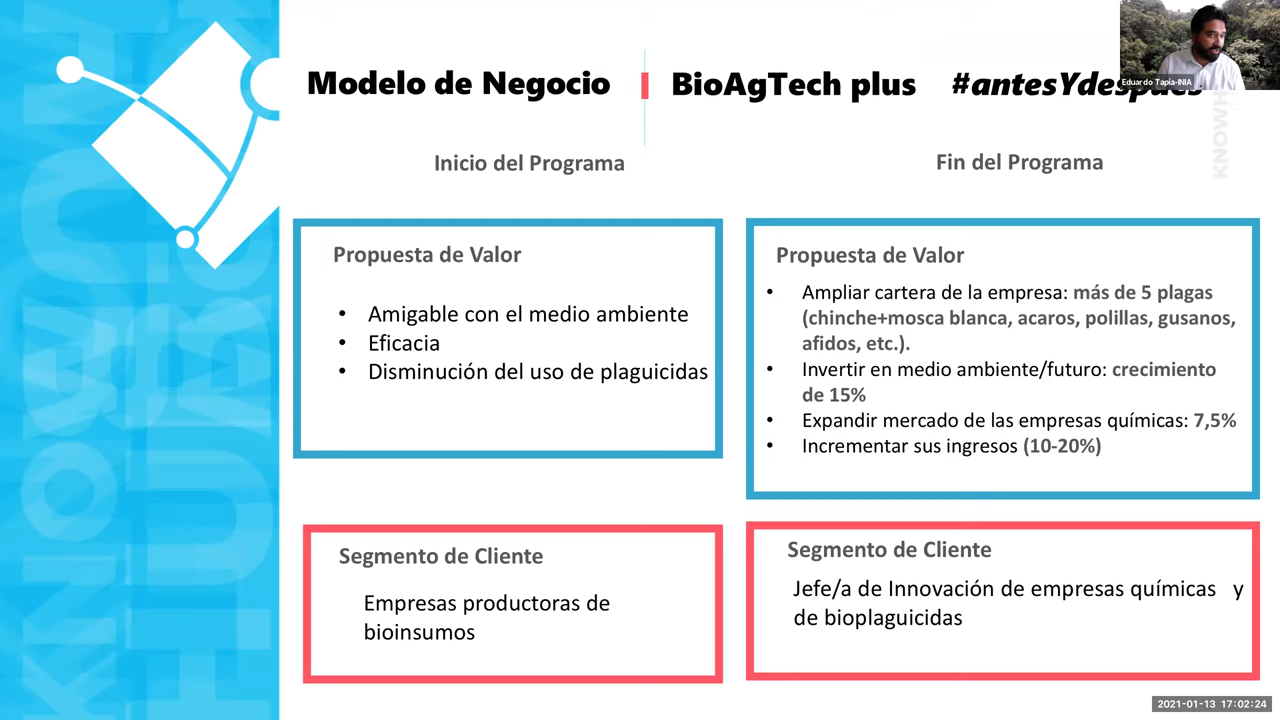 Modelo de Negocio
BioAgTech plus
#antesYdespués
Eduardo Tapia-INIA
KNOWH
Inicio del Programa
Fin del Programa
Propuesta de Valor
• Amigable con el medio ambiente
• Eficacia
• Disminución del uso de plaguicidas
Propuesta de Valor
• Ampliar cartera de la empresa: más de 5 plagas
(chinche+mosca blanca, acaros, polillas, gusanos,
afidos, etc.).
• Invertir en medio ambiente/futuro: crecimiento
de 15%
• Expandir mercado de las empresas químicas: 7,5%
• Incrementar sus ingresos (10-20%)
Segmento de Cliente
Empresas productoras de
bioinsumos
Segmento de Cliente
Jefe/a de Innovación de empresas químicas y
de bioplaguicidas
2021-01-13 17:02:24